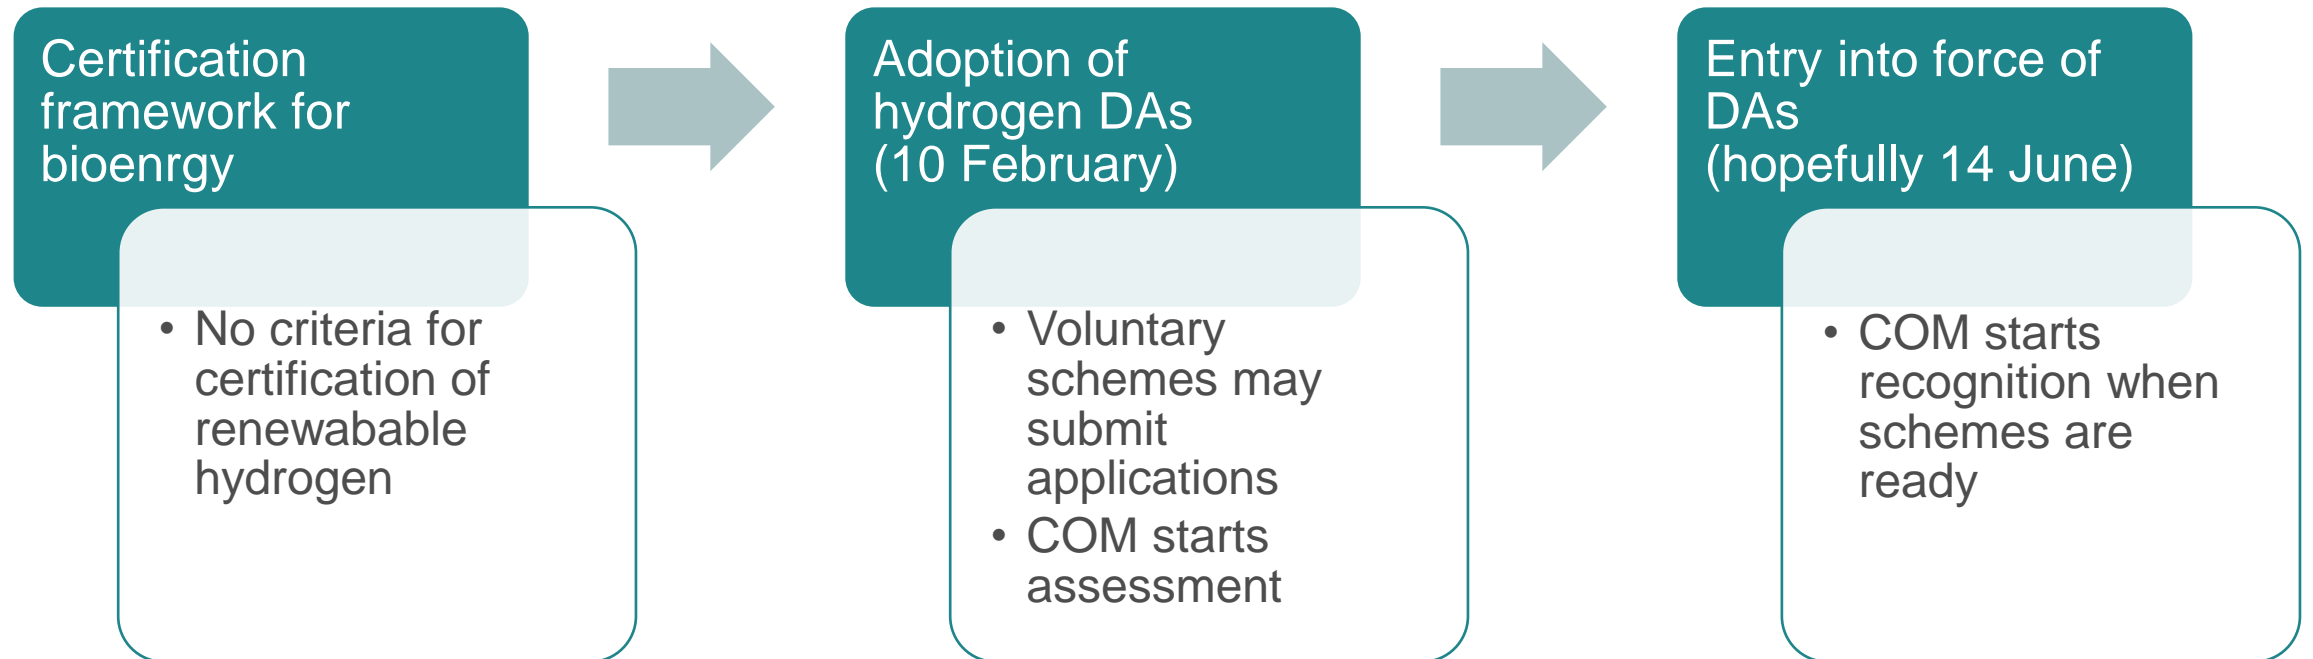 Certification
framework for
bioenrgy
• No criteria for
certification of
renewabable
hydrogen
Adoption of
hydrogen DAs
(10 February)
• Voluntary
schemes may
submit
applications
• COM starts
assessment
Entry into force of
DAs
(hopefully 14 June)
• COM starts
recognition when
schemes are
ready